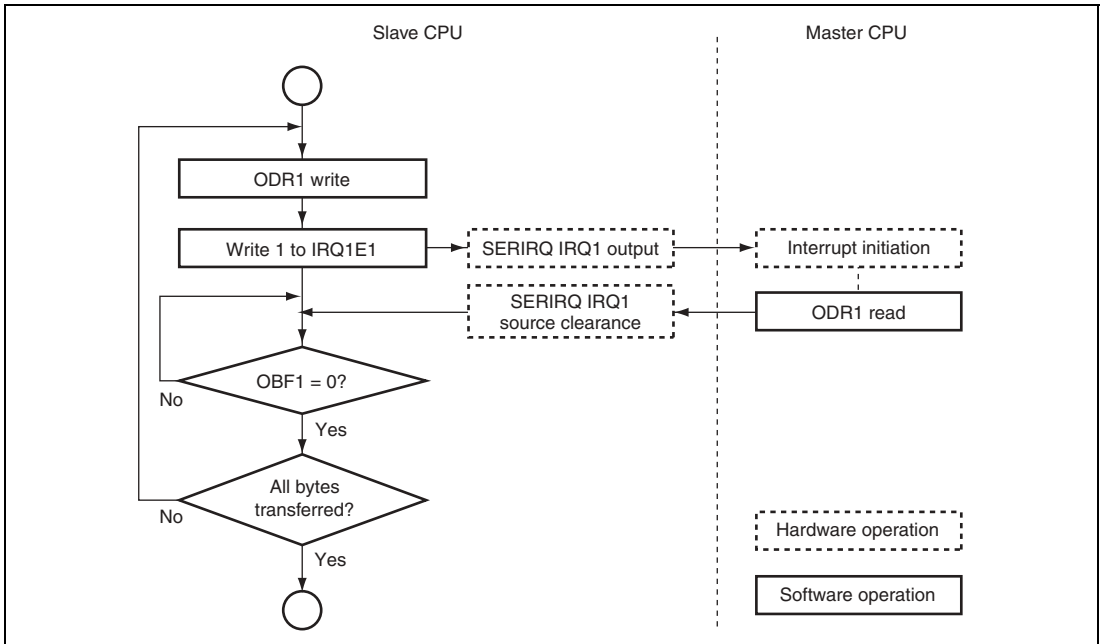 Slave CPU
Master CPU
ODR1 write
Write 1 to IRQ1E1
SERIRQ IRQ1 output
Interrupt initiation
SERIRQ IRQ1
source clearance
ODR1 read
OBF1 = 0?
No
Yes
All bytes
transferred?
No
Yes
Hardware operation
Software operation